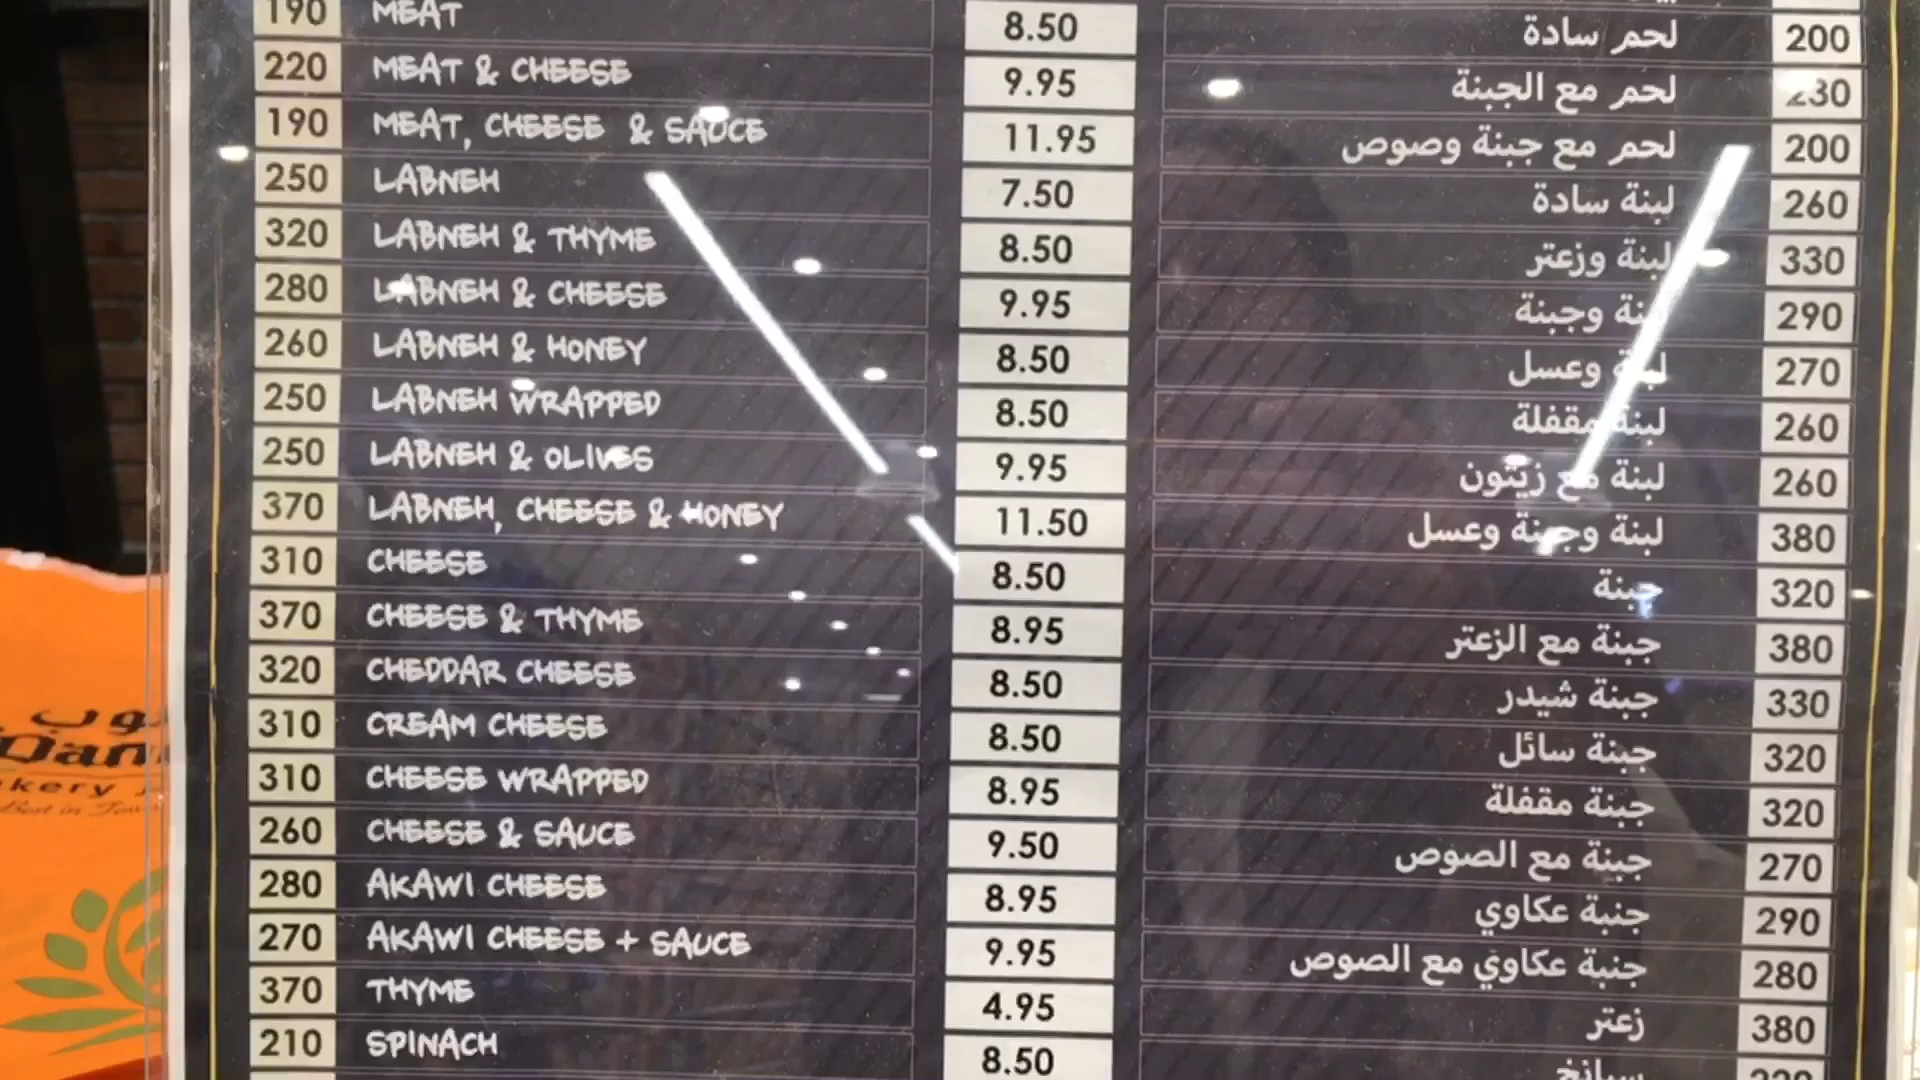 190 MEAT 8.50 لحم سادة 200
220 MEAT & CHEESE 9.95 لحم مع الجبنة 230
190 MEAT, CHEESE & SAUCE 11.95 لحم مع جبنة وصوص 200
250 LABNEH 7.50 لبنة سادة 260
320 LABNEH & THYME 8.50 لبنة وزعتر 330
280 LABNEH & CHEESE 9.95 لبنة وجبنة 290
260 LABNEH & HONEY 8.50 لبنة وعسل 270
250 LABNEH WRAPPED 8.50 لبنة مقفلة 260
250 LABNEH & OLIVES 9.95 لبنة مع زيتون 260
370 LABNEH, CHEESE & HONEY 11.50 لبنة وجبنة وعسل 380
310 CHEESE 8.50 جبنة 320
370 CHEESE & THYME 8.95 جبنة مع الزعتر 380
320 CHEDDAR CHEESE 8.50 جبنة شيدر 330
310 CREAM CHEESE 8.50 جبنة سائل 320
310 CHEESE WRAPPED 8.95 جبنة مقفلة 320
260 CHEESE & SAUCE 9.50 جبنة مع الصوص 270
280 AKAWI CHEESE 8.95 جنبة عكاوي 290
270 AKAWI CHEESE + SAUCE 9.95 جنبة عكاوي مع الصوص 280
370 THYME 4.95 زعتر 380
210 SPINACH 8.50 سبانخ
Best in